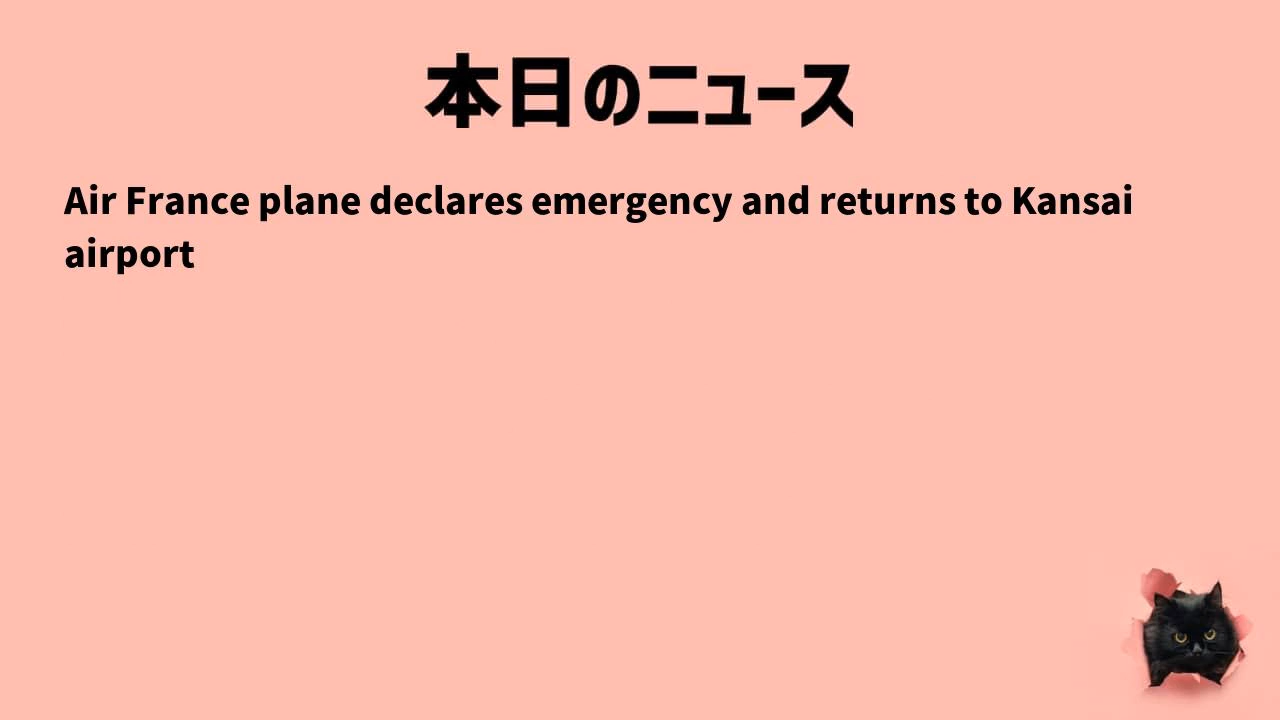 本日のニュース
Air France plane declares emergency and returns to Kansai
airport